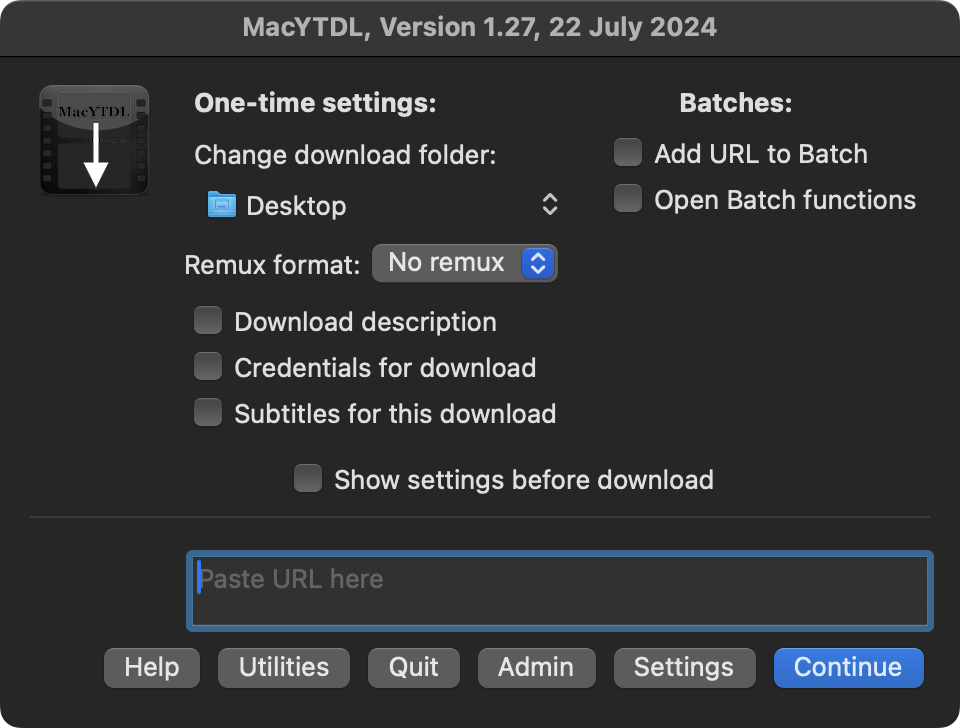 MacYTDL, Version 1.27, 22 July 2024
MacYTDL
One-time settings:
Change download folder:
Desktop
Remux format: No remux
Download description
Credentials for download
Subtitles for this download
Batches:
Add URL to Batch
Open Batch functions
Show settings before download
Paste URL here
Help Utilities Quit Admin Settings Continue